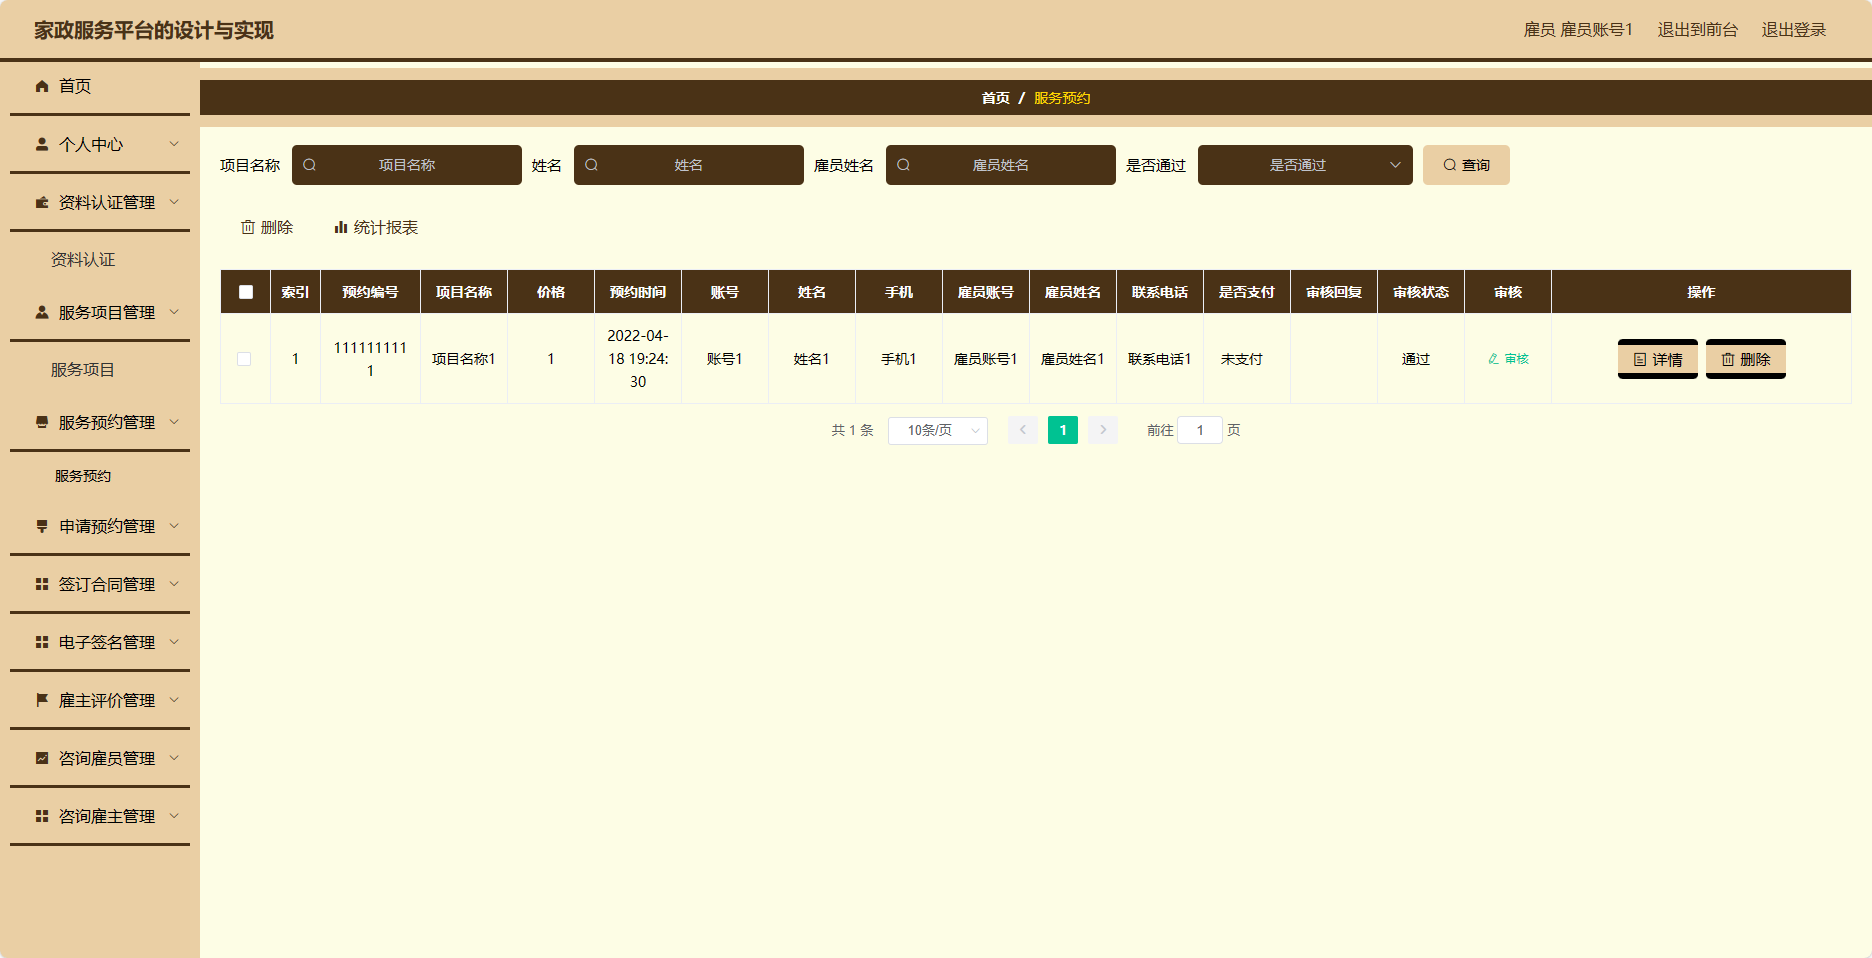 家政服务平台的设计与实现
雇员 雇员账号1 退出到前台 退出登录
首页
个人中心
资料认证管理
资料认证
服务项目管理
服务项目
服务预约管理
服务预约
申请预约管理
签订合同管理
电子签名管理
雇主评价管理
咨询雇员管理
咨询雇主管理
首页 / 服务预约
项目名称 项目名称 姓名 姓名 雇员姓名 雇员姓名 是否通过 是否通过 查询
删除 统计报表
索引 预约编号 项目名称 价格 预约时间 账号 姓名 手机 雇员账号 雇员姓名 联系电话 是否支付 审核回复 审核状态 审核 操作
1 111111111
1 项目名称1 1 2022-04-
18 19:24:
30 账号1 姓名1 手机1 雇员账号1 雇员姓名1 联系电话1 未支付 通过 审核 详情 删除
共 1 条 10条/页 1 前往 1 页